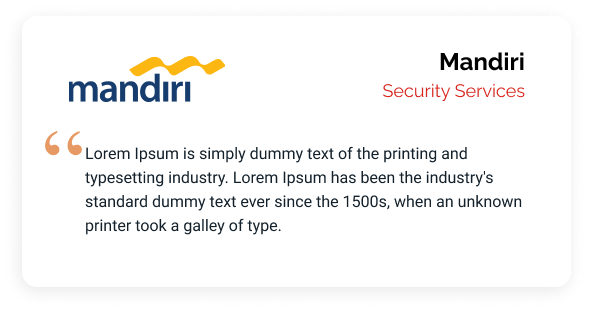 mandiri
Mandiri
Security Services
“ Lorem Ipsum is simply dummy text of the printing and
typesetting industry. Lorem Ipsum has been the industry's
standard dummy text ever since the 1500s, when an unknown
printer took a galley of type.